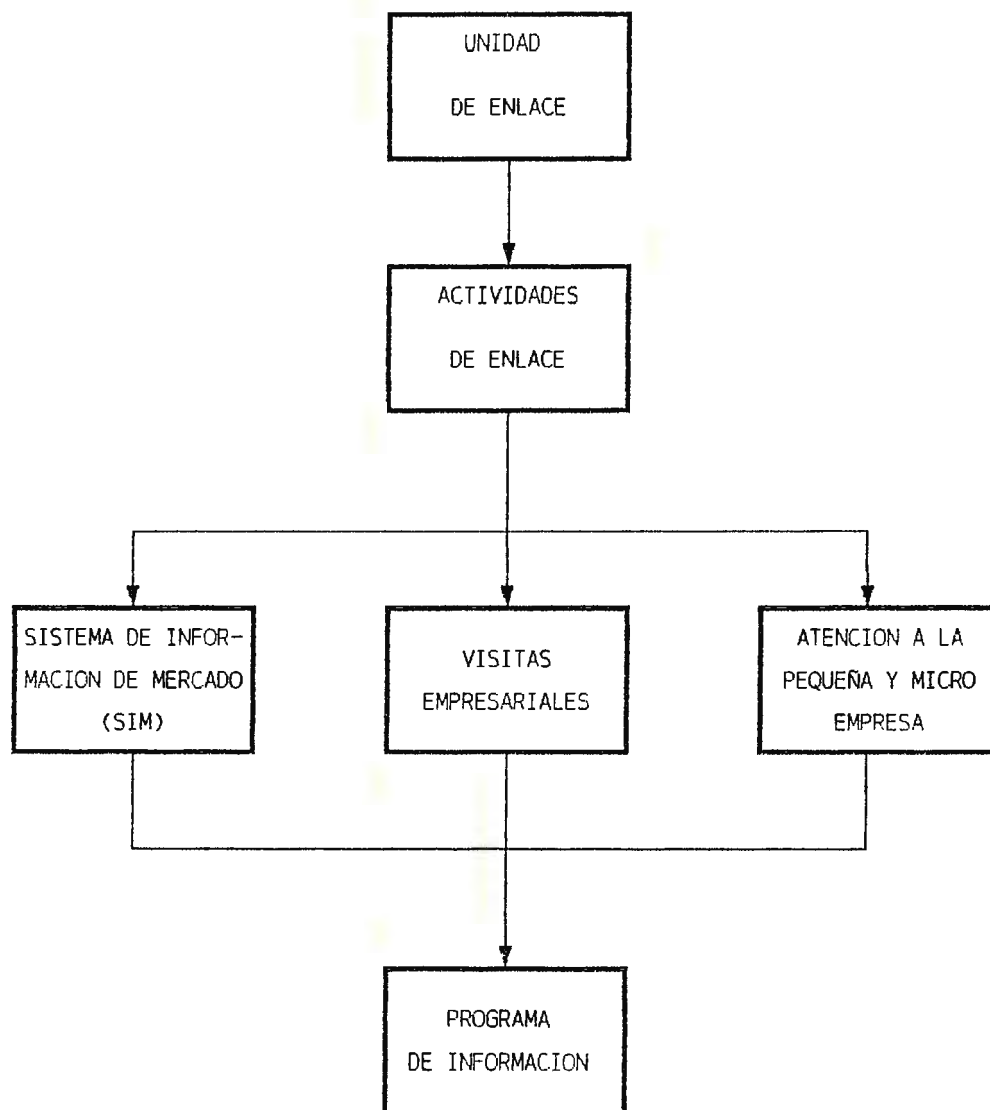 UNIDAD
DE ENLACE
ACTIVIDADES
DE ENLACE
SISTEMA DE INFOR-
MACION DE MERCADO
(SIM)
VISITAS
EMPRESARIALES
ATENCION A LA
PEQUEÑA Y MICRO
EMPRESA
PROGRAMA
DE INFORMACION